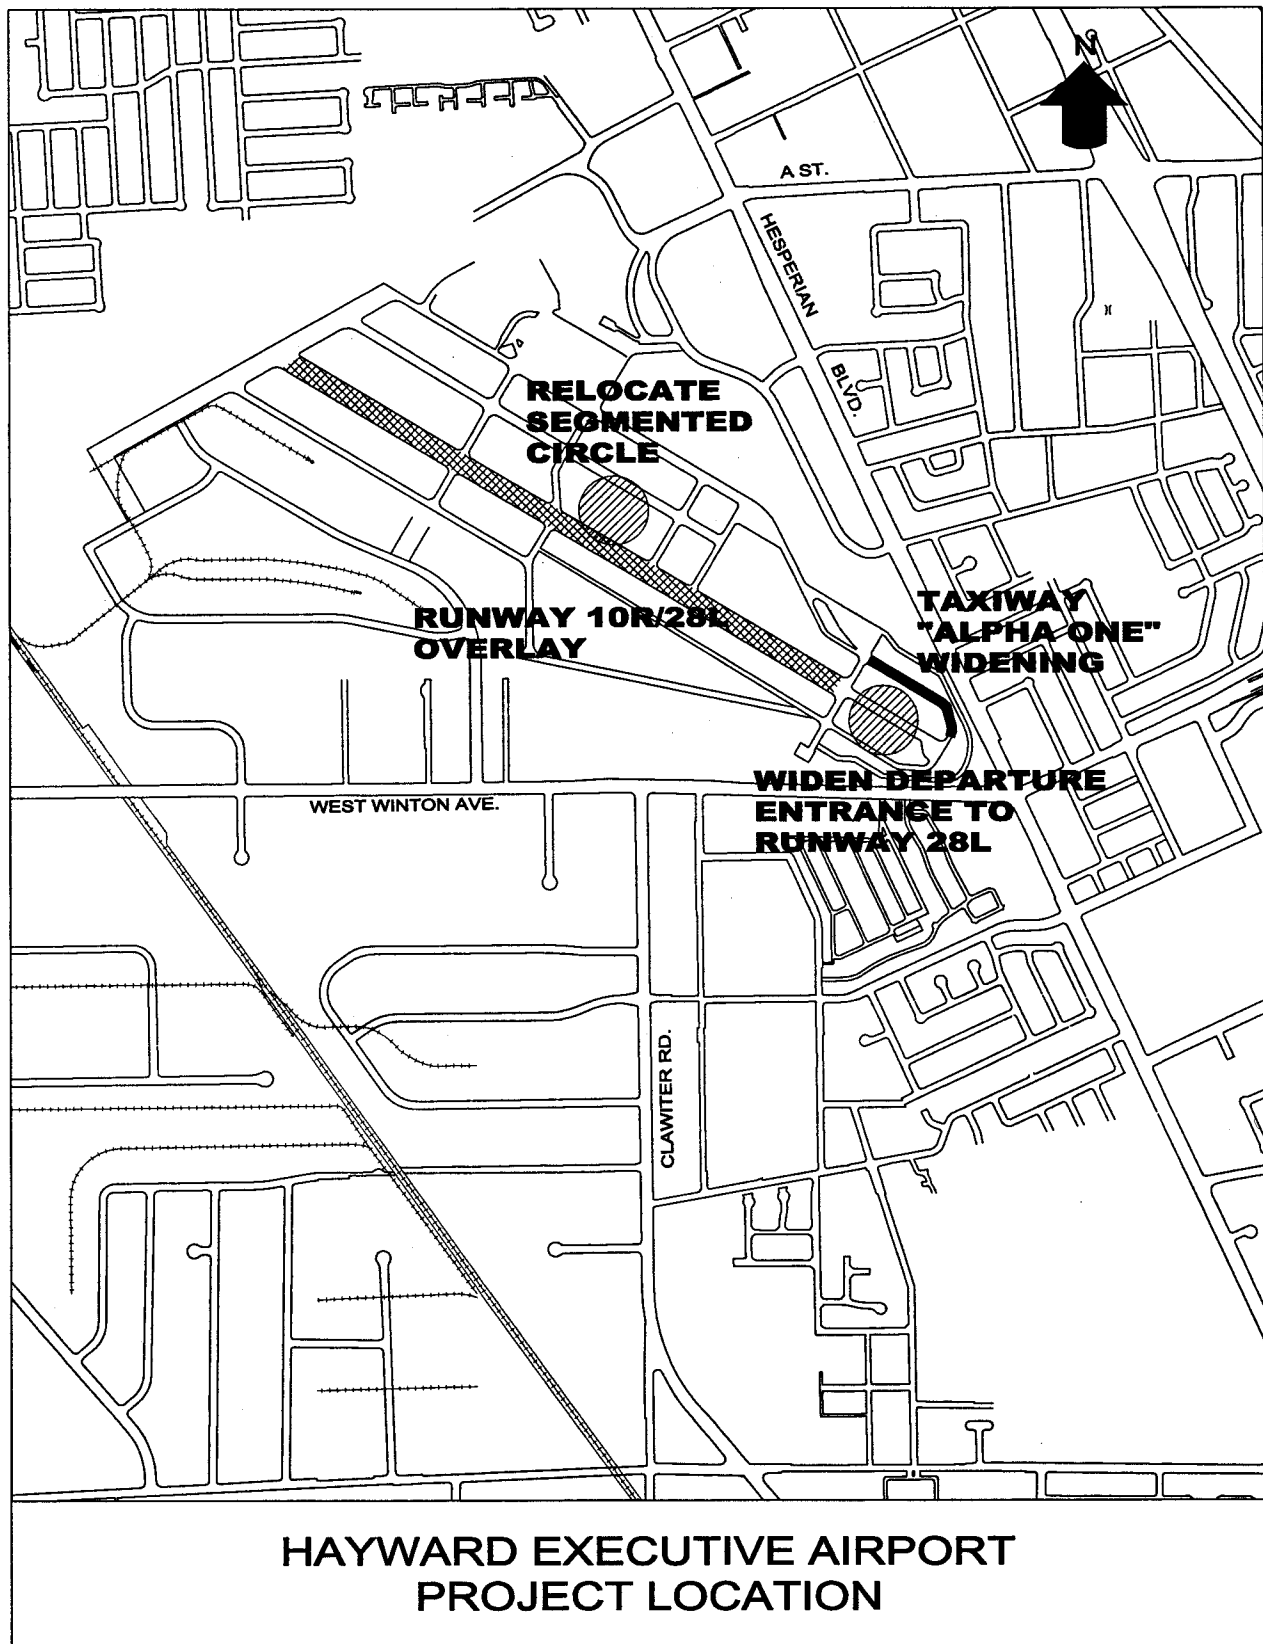 N
A ST.
HESPERIAN
BLVD.
RELOCATE
SEGMENTED
CIRCLE
RUNWAY 10R/28L
OVERLAY
TAXIWAY
"ALPHA ONE"
WIDENING
WIDEN DEPARTURE
ENTRANCE TO
RUNWAY 28L
WEST WINTON AVE.
CLAWITER RD.
HAYWARD EXECUTIVE AIRPORT
PROJECT LOCATION